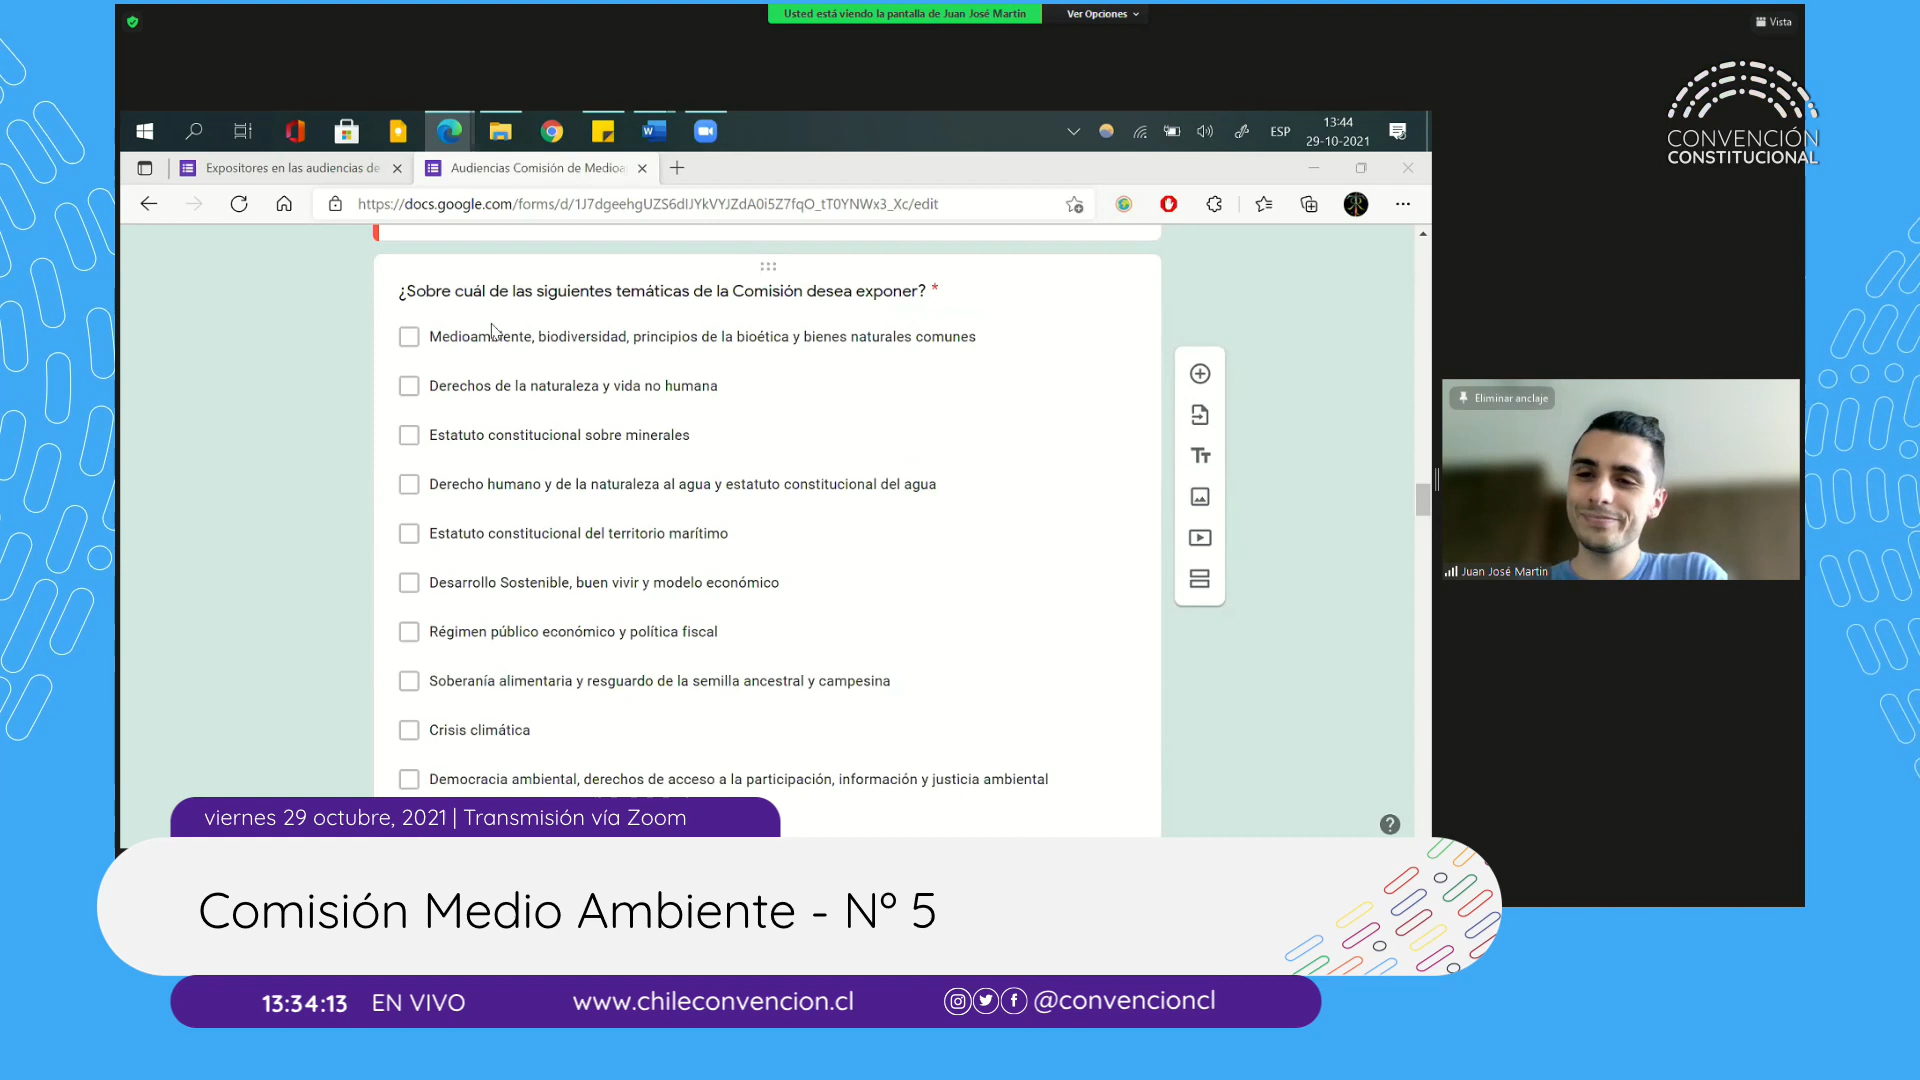 Usted está viendo la pantalla de Juan José Martin
Ver Opciones
Vista
CONVENCIÓN
CONSTITUCIONAL
13:44
ESP
29-10-2021
Expositores en las audiencias de
Audiencias Comisión de Medioa
https://docs.google.com/forms/d/1J7dgeehgUZS6dIJYkVYJZdA0i5Z7fqO_tT0YNWx3_Xc/edit
¿Sobre cuál de las siguientes temáticas de la Comisión desea exponer? *
Medioambiente, biodiversidad, principios de la bioética y bienes naturales comunes
Derechos de la naturaleza y vida no humana
Estatuto constitucional sobre minerales
Derecho humano y de la naturaleza al agua y estatuto constitucional del agua
Estatuto constitucional del territorio marítimo
Desarrollo Sostenible, buen vivir y modelo económico
Régimen público económico y política fiscal
Soberanía alimentaria y resguardo de la semilla ancestral y campesina
Crisis climática
Democracia ambiental, derechos de acceso a la participación, información y justicia ambiental
Eliminar anclaje
Juan José Martin
viernes 29 octubre, 2021 | Transmisión vía Zoom
Comisión Medio Ambiente - Nº 5
13:34:13 EN VIVO www.chileconvencion.cl @convencioncl